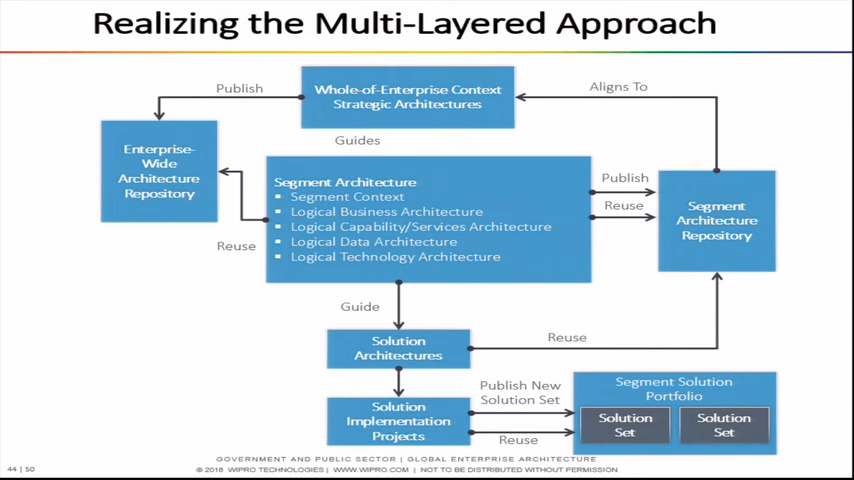 Realizing the Multi-Layered Approach
Publish
Whole-of-Enterprise Context
Strategic Architectures
Aligns To
Guides
Enterprise-
Wide
Architecture
Repository
Segment Architecture
▪ Segment Context
▪ Logical Business Architecture
▪ Logical Capability/Services Architecture
▪ Logical Data Architecture
▪ Logical Technology Architecture
Publish
Reuse
Segment
Architecture
Repository
Reuse
Guide
Solution
Architectures
Reuse
Solution
Implementation
Projects
Publish New
Solution Set
Reuse
Segment Solution
Portfolio
Solution
Set
Solution
Set
GOVERNMENT AND PUBLIC SECTOR | GLOBAL ENTERPRISE ARCHITECTURE
44 | 50
© 2016 WIPRO TECHNOLOGIES | WWW.WIPRO.COM | NOT TO BE DISTRIBUTED WITHOUT PERMISSION